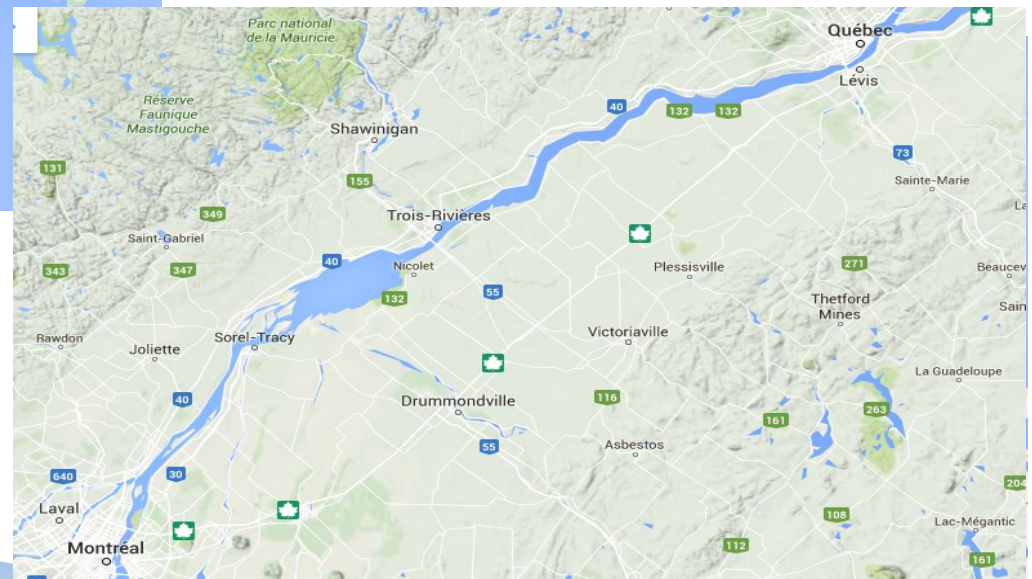 Parc national
de la Mauricie
Québec
Lévis
Réserve
Faunique
Mastigouche
40
132
132
Shawinigan
73
131
155
Sainte-Marie
349
Trois-Rivières
Saint-Gabriel
40
Nicolet
343
347
Plessisville
271
Beaucev
132
55
Thetford
Mines
Sain
Rawdon
Joliette
Sorel-Tracy
Victoriaville
La Guadeloupe
40
Drummondville
116
161
263
55
Asbestos
640
30
204
Laval
108
Lac-Mégantic
Montréal
112
161